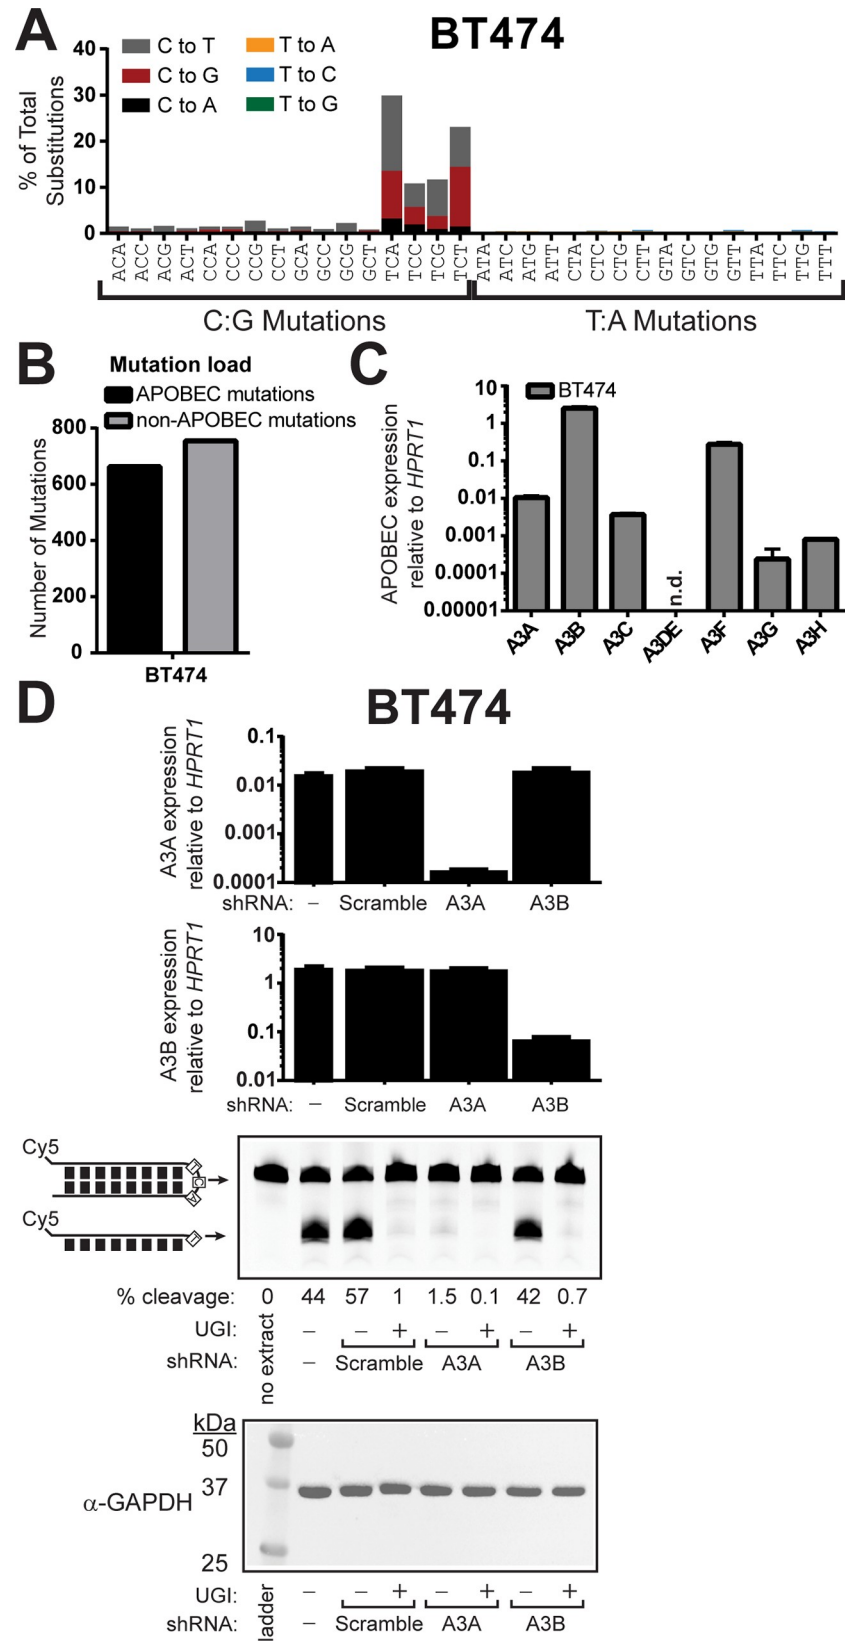 A
BT474
C to T
T to A
C to G
T to C
C to A
T to G
% of Total
Substitutions
40
30
20
10
0
ACA ACC ACG ACT CCA CCC CCG CCT GCA GCC GCG GCT TCA TCC TCG TCT ATA ATC ATG ATT CTA CTC CTG CTT GTA GTC GTG GTT TTA TTC TTG TTT
C:G Mutations
T:A Mutations
B
Mutation load
APOBEC mutations
non-APOBEC mutations
Number of Mutations
800
600
400
200
0
BT474
C
BT474
APOBEC expression
relative to HPRT1
10
1
0.1
0.01
0.001
0.0001
0.00001
n.d.
A3A A3B A3C A3DE A3F A3G A3H
D
BT474
A3A expression
relative to HPRT1
0.1
0.01
0.001
0.0001
shRNA: – Scramble A3A A3B
A3B expression
relative to HPRT1
10
1
0.1
0.01
shRNA: – Scramble A3A A3B
Cy5
T
C
A
Cy5
T
% cleavage: 0 44 57 1 1.5 0.1 42 0.7
UGI: – – + – + – +
shRNA: – Scramble A3A A3B
no extract
kDa
50
37
α-GAPDH
25
UGI: – – + – + – +
shRNA: – Scramble A3A A3B
ladder